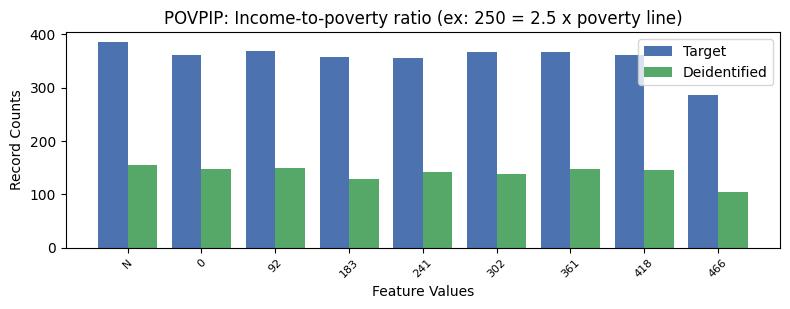 POVPIP: Income-to-poverty ratio (ex: 250 = 2.5 x poverty line)
Target
Deidentified
Record Counts
400
300
200
100
0
N 0 92 183 241 302 361 418 466
Feature Values